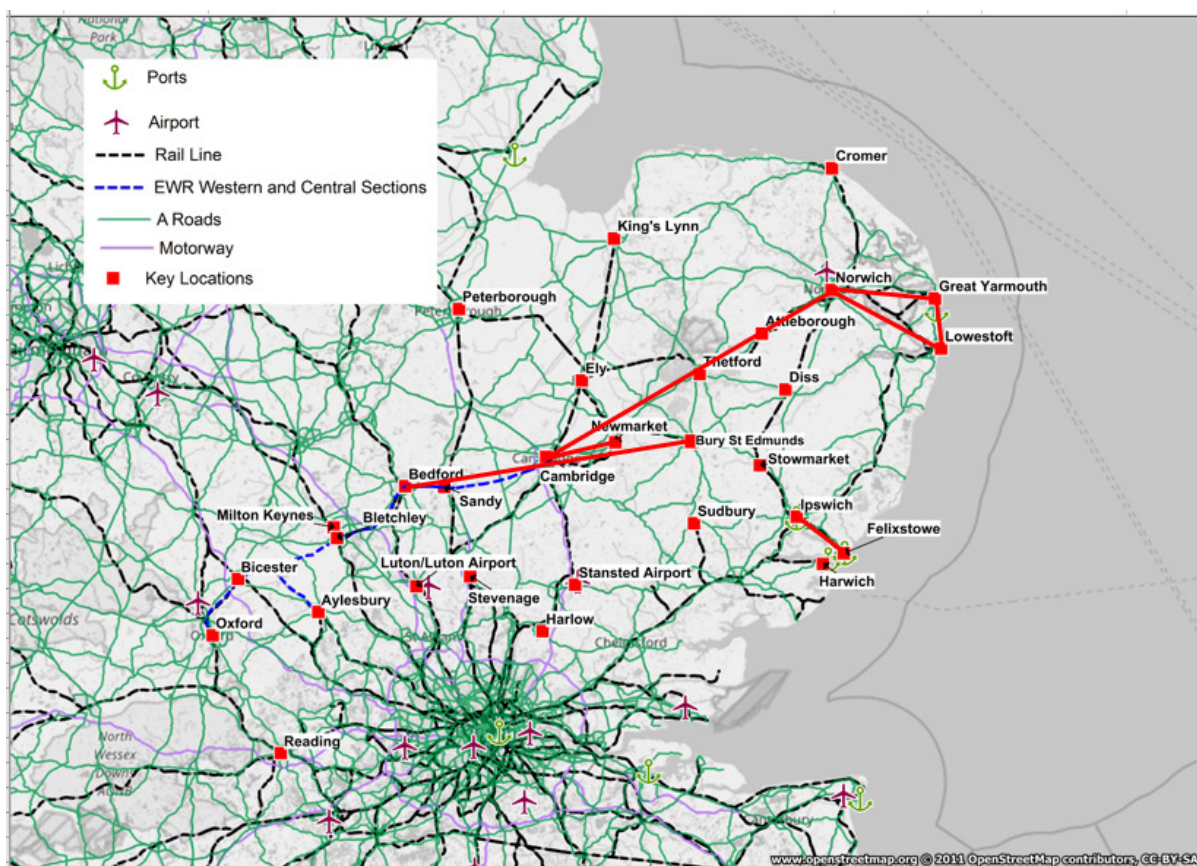 National
Park
Ports
Airport
Rail Line
EWR Western and Central Sections
A Roads
Motorway
Key Locations
Cromer
King's Lynn
Norwich
Great Yarmouth
Peterborough
Attleborough
Lowestoft
Thetford
Ely
Diss
Newmarket
Bury St Edmunds
Bedford
Cambridge
Stowmarket
Sandy
Milton Keynes
Bletchley
Sudbury
Ipswich
Felixstowe
Luton/Luton Airport
Stansted Airport
Bicester
Stevenage
Harwich
Aylesbury
Harlow
Cotswolds
Oxford
Chelmsford
North
Wessex
Downs
Reading
www.openstreetmap.org © 2011 OpenStreetMap contributors, CC-BY-S